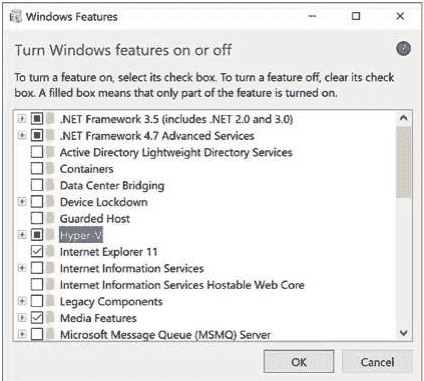 Windows Features
Turn Windows features on or off
To turn a feature on, select its check box. To turn a feature off, clear its check
box. A filled box means that only part of the feature is turned on.
.NET Framework 3.5 (includes .NET 2.0 and 3.0)
.NET Framework 4.7 Advanced Services
Active Directory Lightweight Directory Services
Containers
Data Center Bridging
Device Lockdown
Guarded Host
Hyper-V
Internet Explorer 11
Internet Information Services
Internet Information Services Hostable Web Core
Legacy Components
Media Features
Microsoft Message Queue (MSMQ) Server
OK Cancel